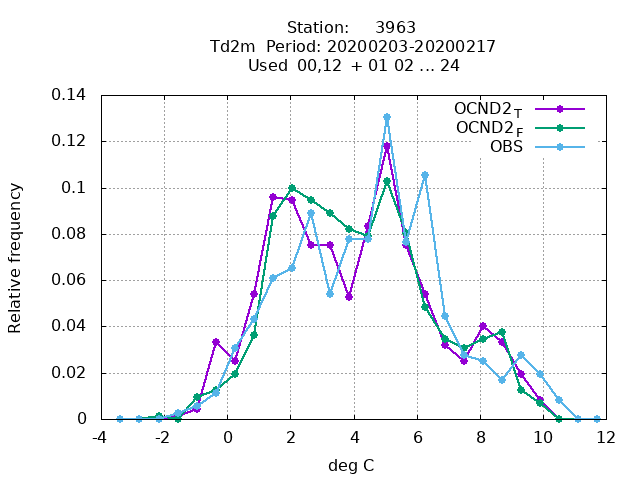 Station: 3963
Td2m Period: 20200203-20200217
Used 00,12 + 01 02 ... 24
0.14
0.12
0.1
0.08
0.06
0.04
0.02
0
Relative frequency
OCND2T
OCND2F
OBS
-4 -2 0 2 4 6 8 10 12
deg C